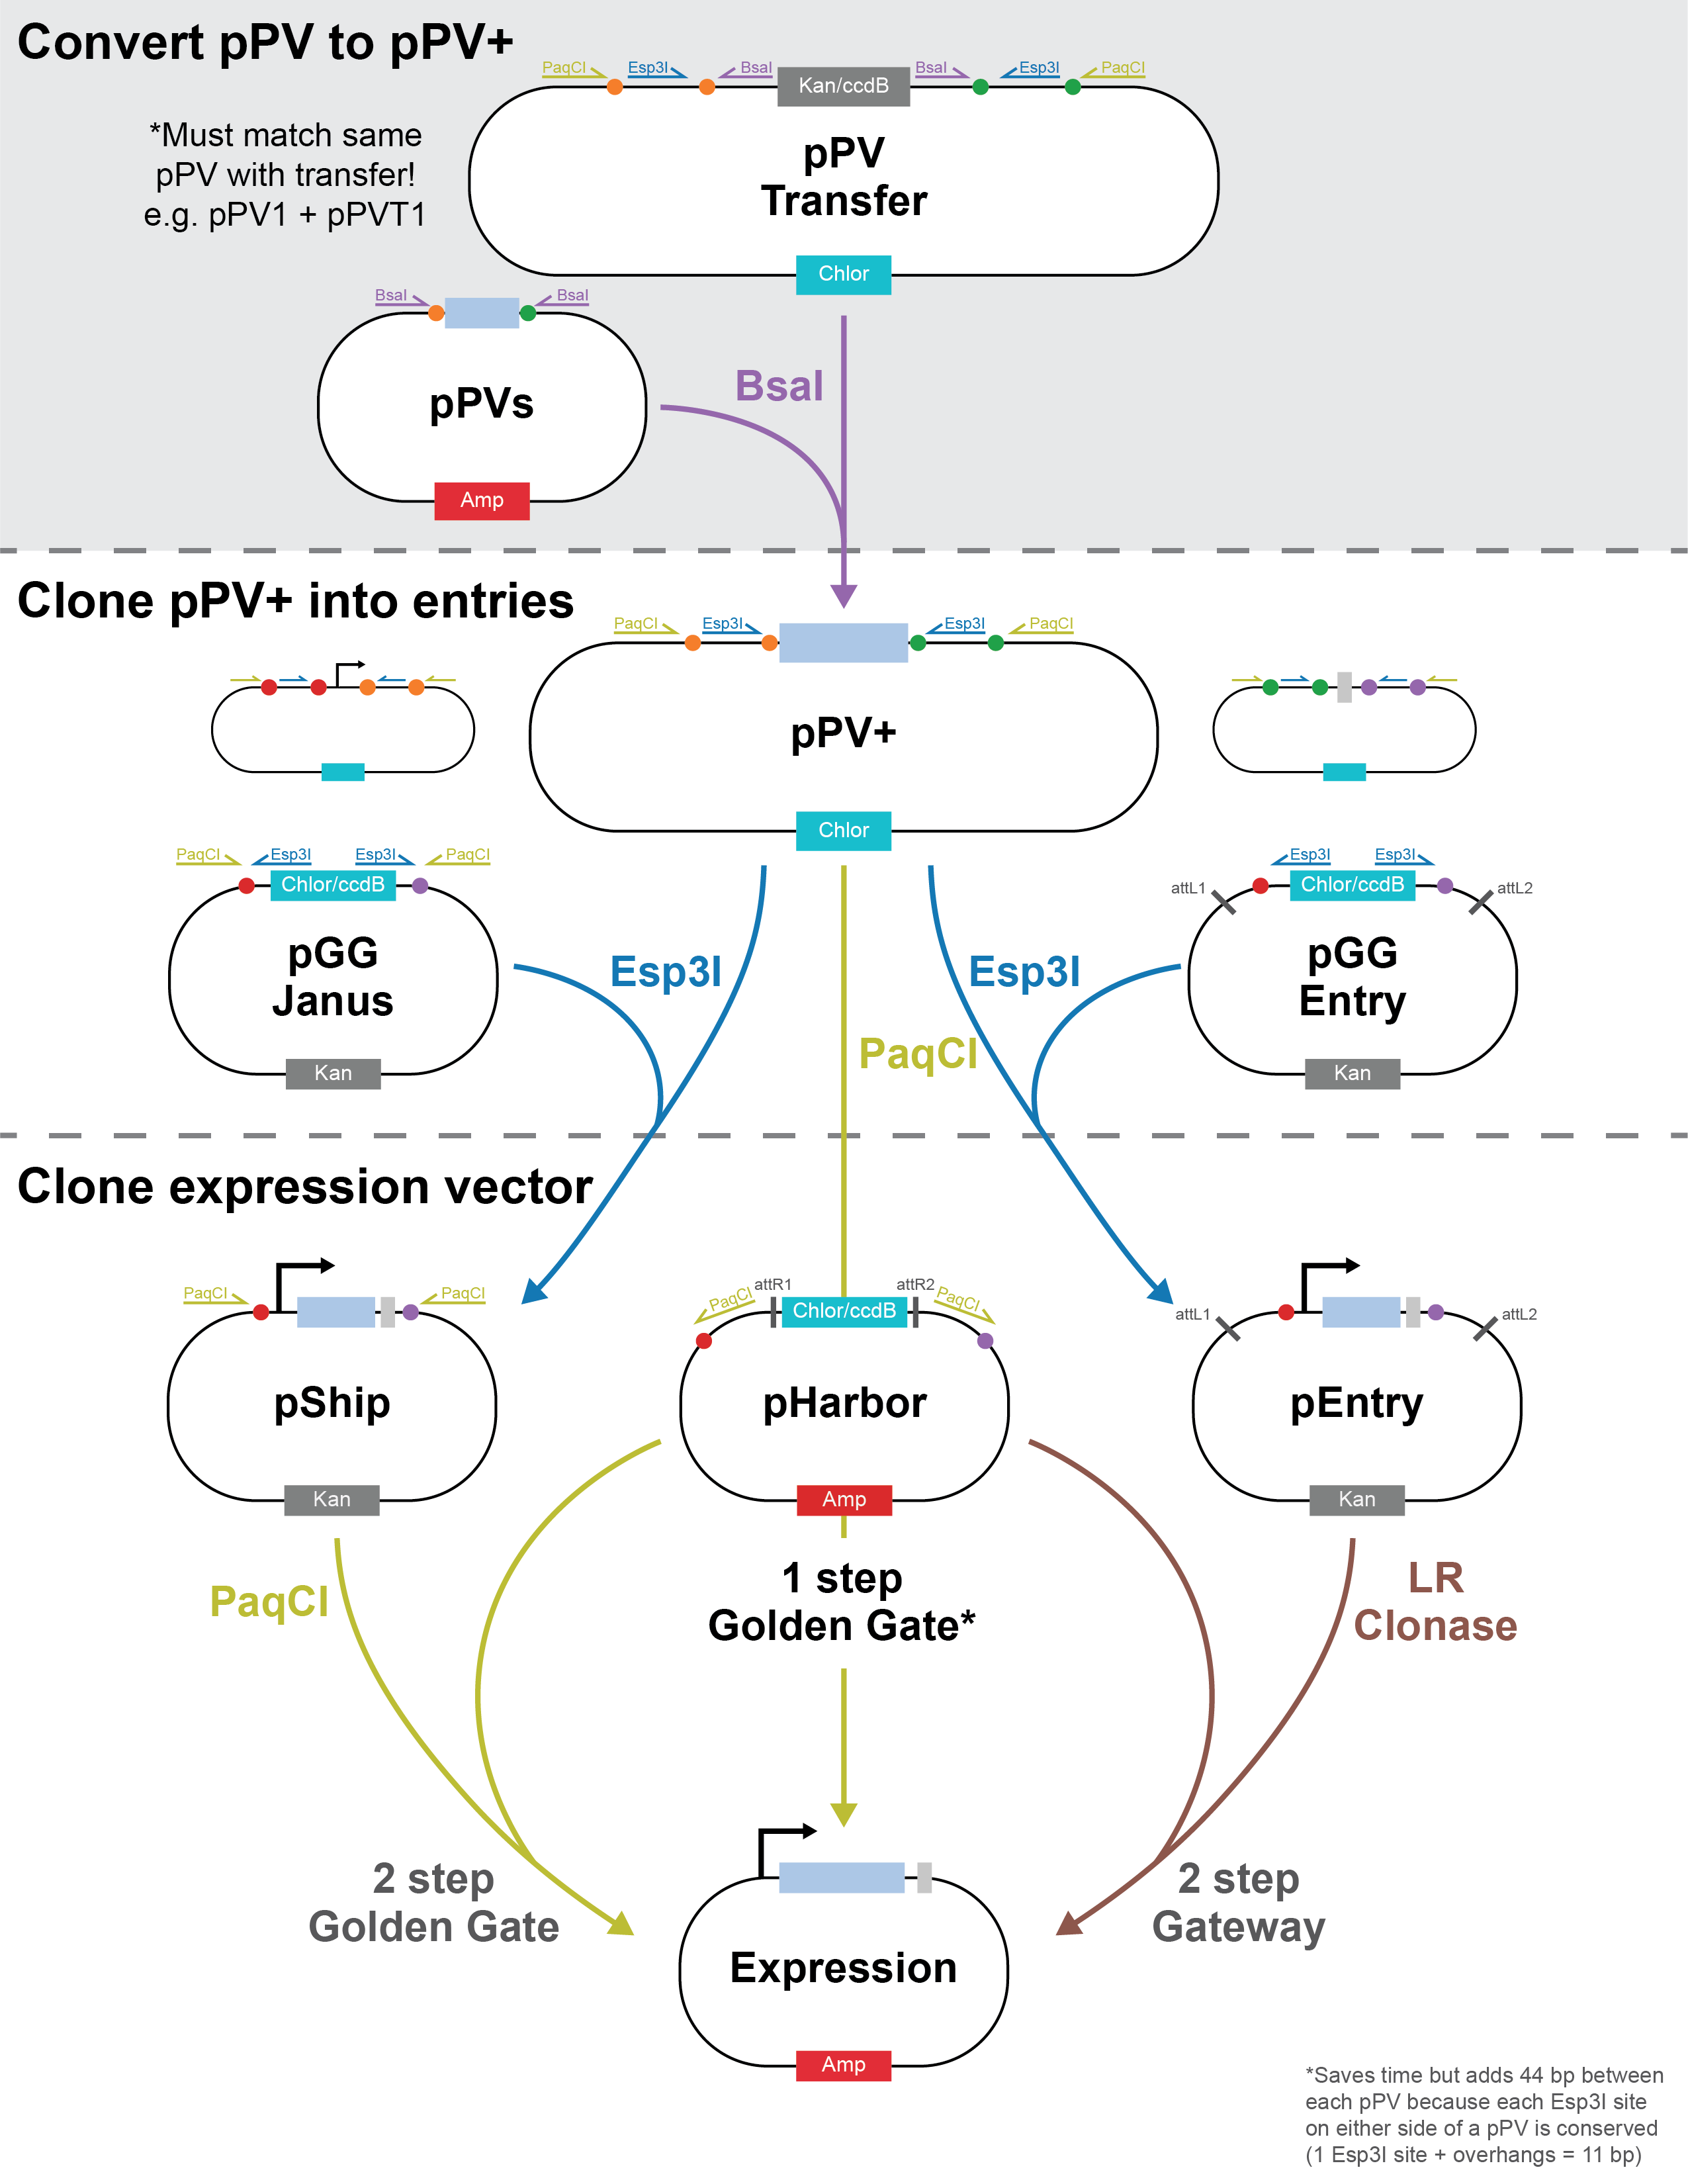 Convert pPV to pPV+
PaqCI
Esp3I
BsaI
Kan/ccdB
BsaI
Esp3I
PaqCI
*Must match same
pPV with transfer!
e.g. pPV1 + pPVT1
pPV
Transfer
Chlor
BsaI
BsaI
pPVs
Amp
BsaI
Clone pPV+ into entries
PaqCI
Esp3I
Esp3I
PaqCI
pPV+
Chlor
PaqCI
Esp3I
Esp3I
PaqCI
Chlor/ccdB
pGG
Janus
Kan
Esp3I
PaqCI
Esp3I
Esp3I
Esp3I
attL1
Chlor/ccdB
attL2
pGG
Entry
Kan
Clone expression vector
PaqCI
PaqCI
pShip
Kan
PaqCI
attR1
Chlor/ccdB
attR2
PaqCI
pHarbor
Amp
attL1
attL2
pEntry
Kan
PaqCI
1 step
Golden Gate*
LR
Clonase
2 step
Golden Gate
2 step
Gateway
Expression
Amp
*Saves time but adds 44 bp between
each pPV because each Esp3I site
on either side of a pPV is conserved
(1 Esp3I site + overhangs = 11 bp)